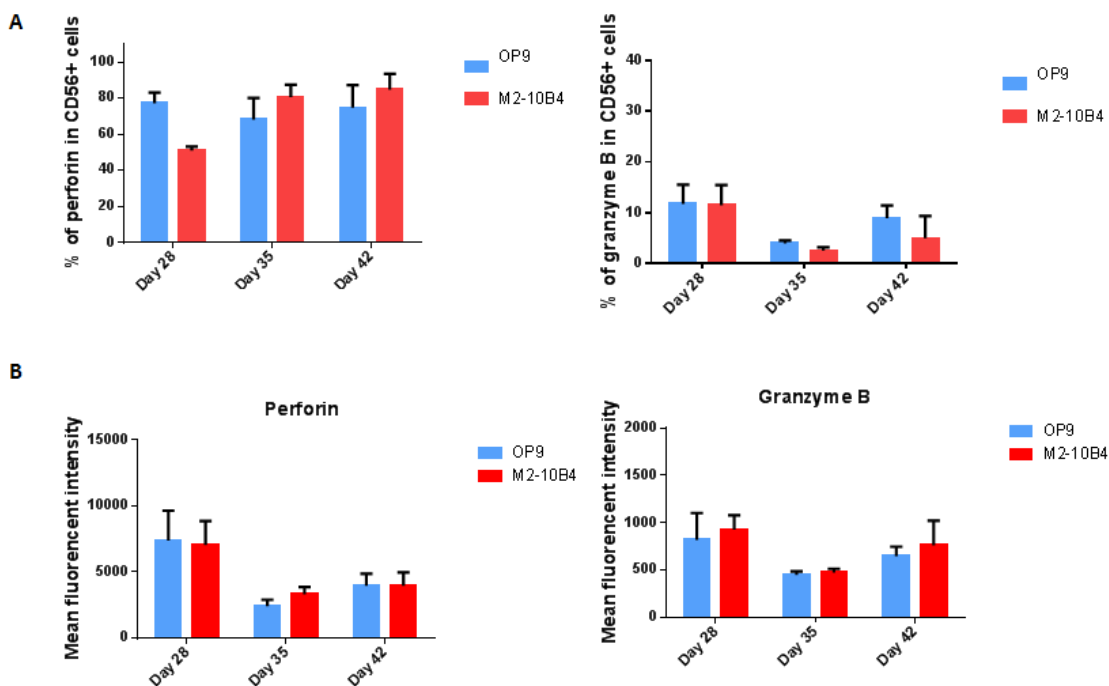 A
% of perforin in CD56+ cells
100
80
60
40
20
0
Day 28
Day 35
Day 42
OP9
M2-10B4
% of granzyme B in CD56+ cells
40
30
20
10
0
Day 28
Day 35
Day 42
OP9
M2-10B4
B
Perforin
Mean fluorencent intensity
15000
10000
5000
0
Day 28
Day 35
Day 42
OP9
M2-10B4
Granzyme B
Mean fluorencent intensity
2000
1500
1000
500
0
Day 28
Day 35
Day 42
OP9
M2-10B4